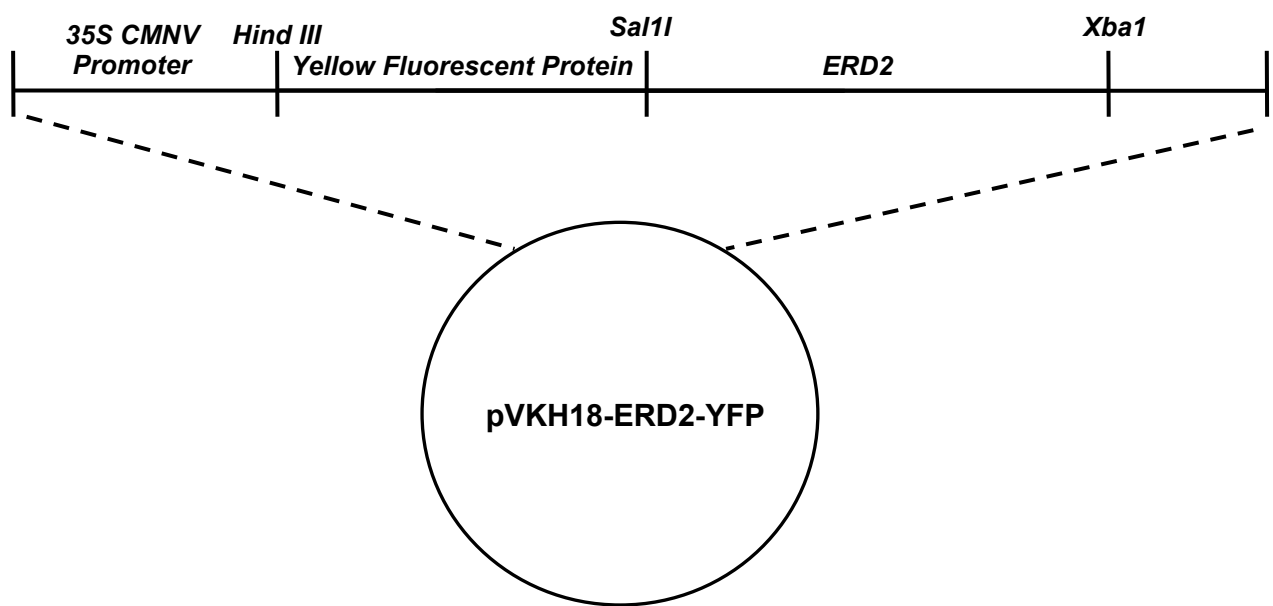 35S CMNV
Promoter
Hind III
Yellow Fluorescent Protein
Sal1I
ERD2
Xba1
pVKH18-ERD2-YFP